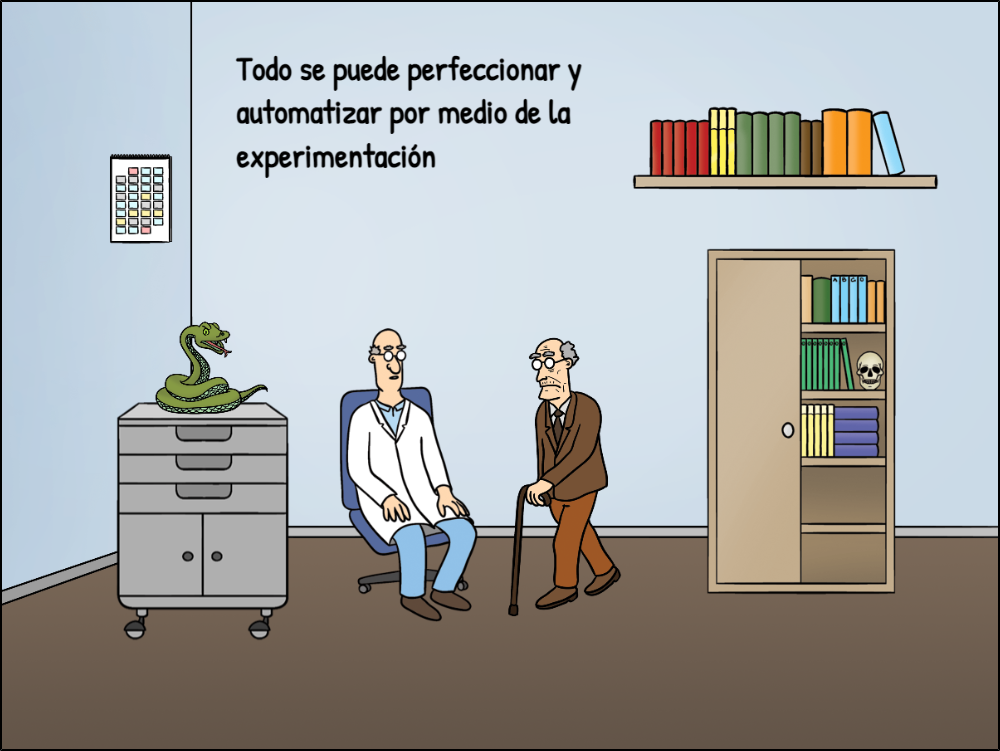 Todo se puede perfeccionar y
automatizar por medio de la
experimentación
A B C D